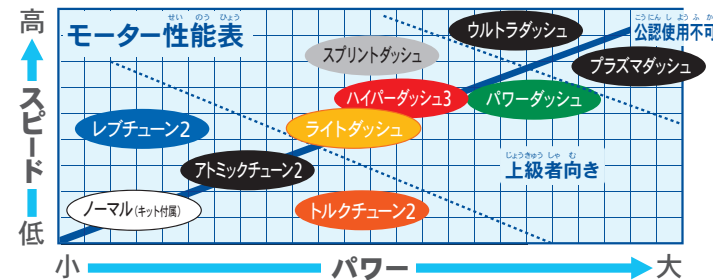 高
スピード
低
せいのうひょう
モーター性能表
ウルトラダッシュ
こうにんしようふか
公認使用不可
スプリントダッシュ
プラズマダッシュ
ハイパーダッシュ3
パワーダッシュ
レブチューン2
ライトダッシュ
アトミックチューン2
じょうきゅうしゃむ
上級者向き
ノーマル(キット付属)
トルクチューン2
小
パワー
大